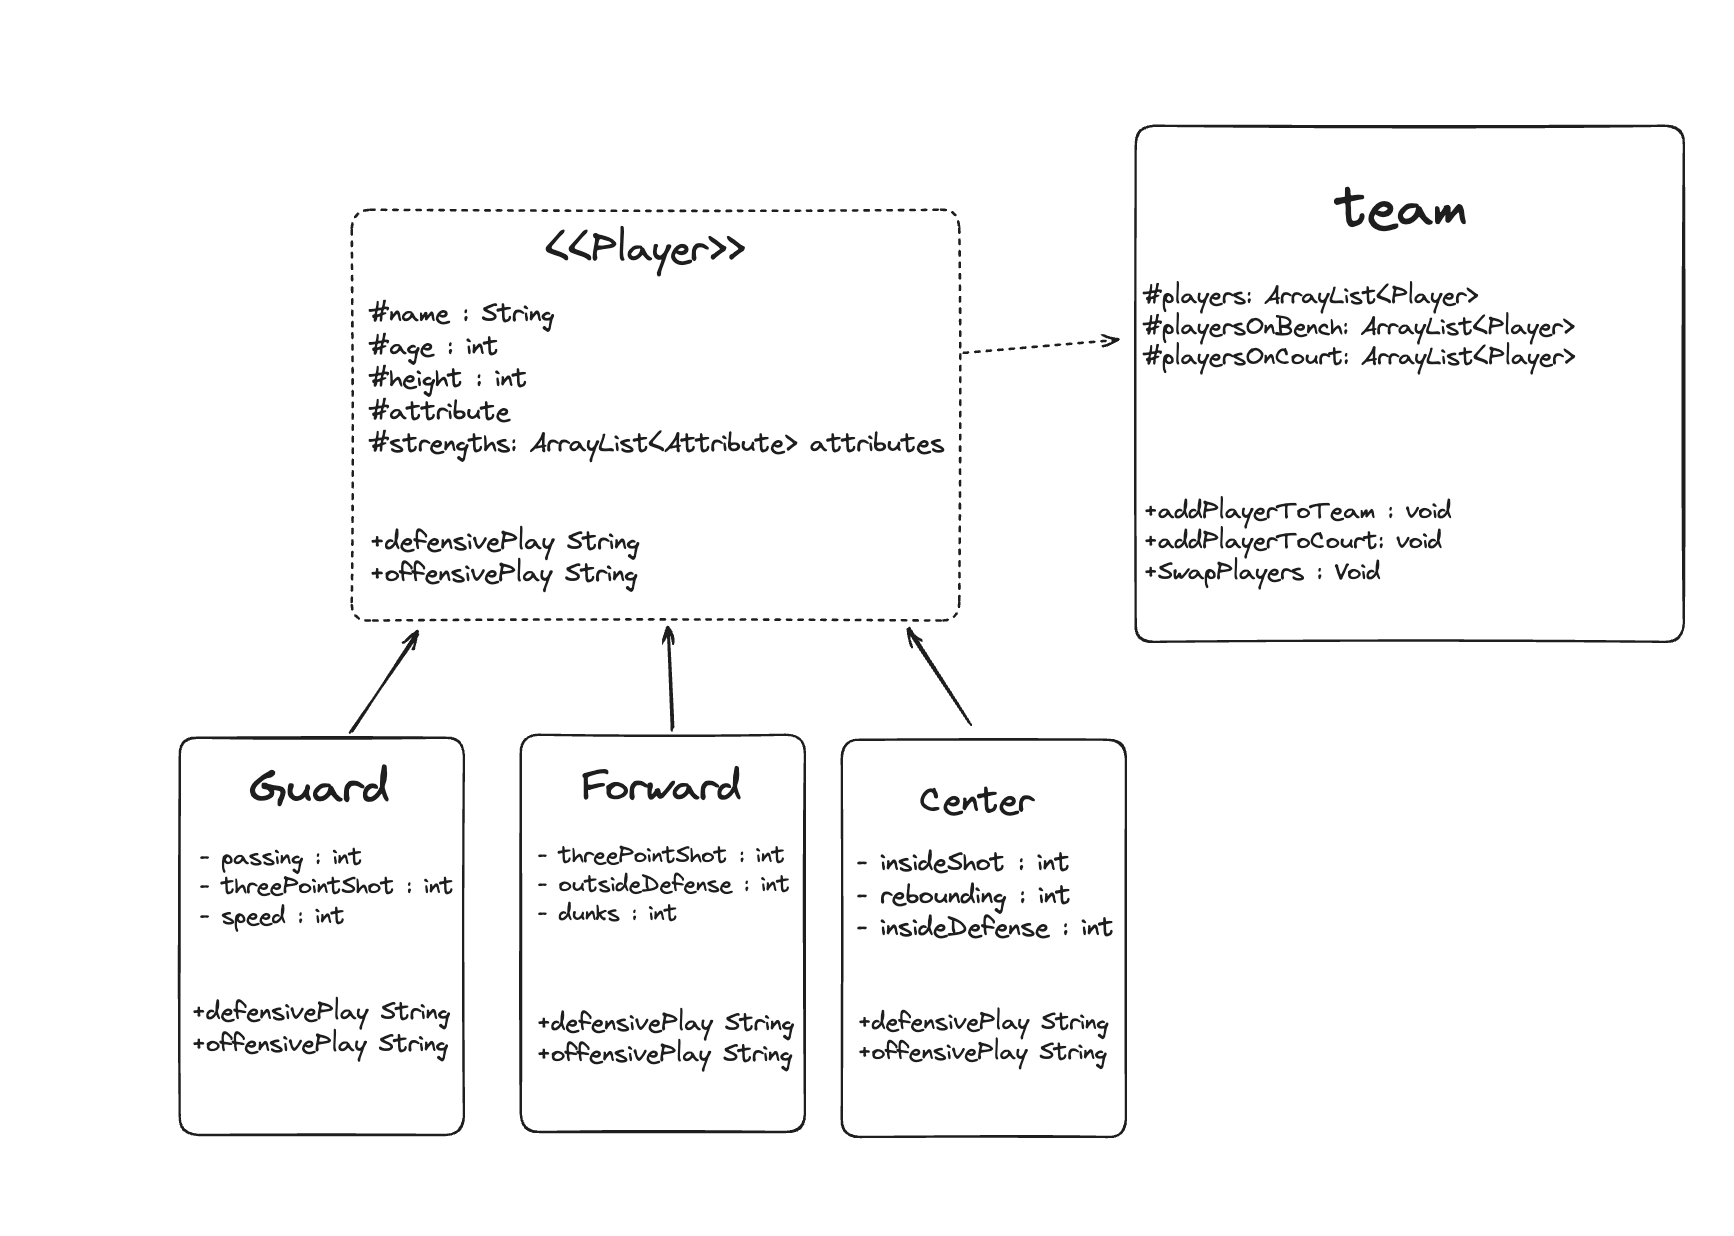 <<Player>>
#name : String
#age : int
#height : int
#attribute
#strengths: ArrayList<Attribute> attributes
+defensivePlay String
+offensivePlay String
team
#players: ArrayList<Player>
#playersOnBench: ArrayList<Player>
#playersOnCourt: ArrayList<Player>
+addPlayerToTeam : void
+addPlayerToCourt: void
+SwapPlayers : Void
Guard
- passing : int
- threePointShot : int
- speed : int
+defensivePlay String
+offensivePlay String
Forward
- threePointShot : int
- outsideDefense : int
- dunks : int
+defensivePlay String
+offensivePlay String
Center
- insideShot : int
- rebounding : int
- insideDefense : int
+defensivePlay String
+offensivePlay String